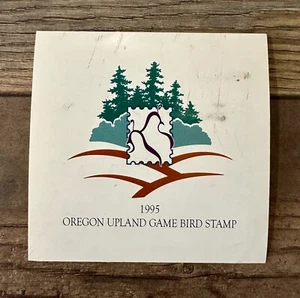 1995
OREGON UPLAND GAME BIRD STAMP